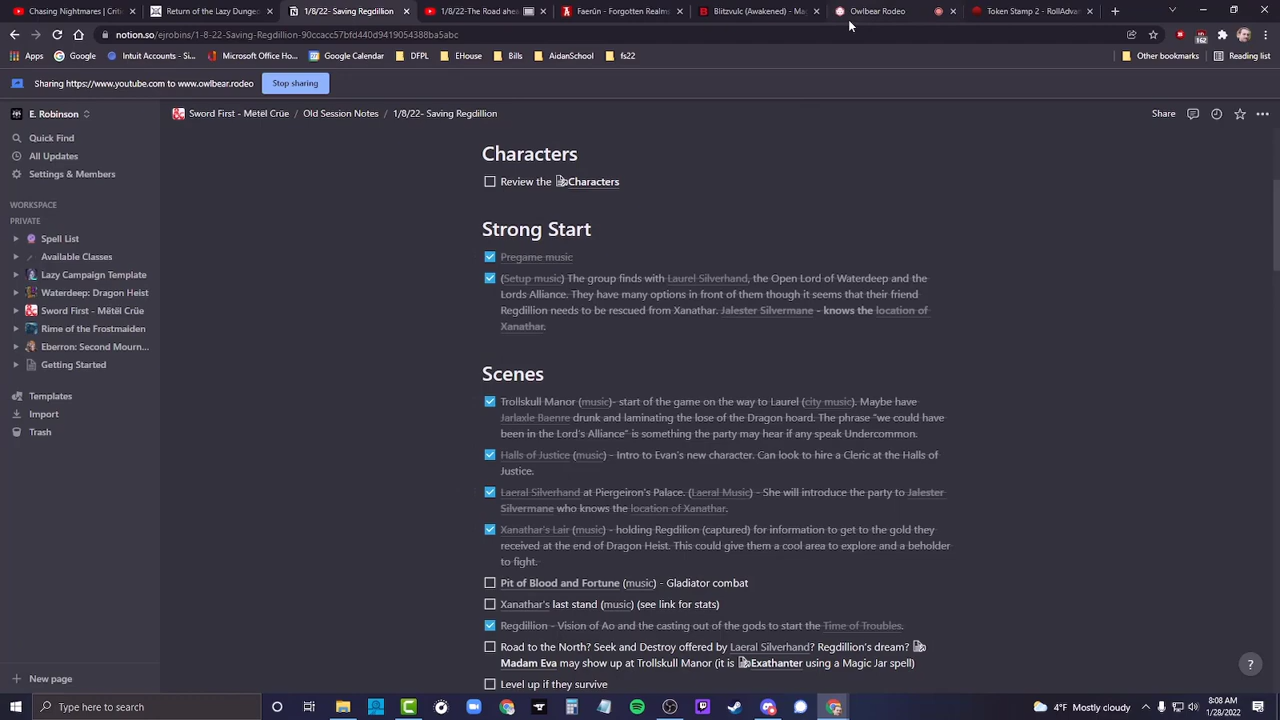 Chasing Nightmares | Critic
Return of the Lazy Dungeo
1/8/22- Saving Regdillion
1/22-The Road ahe
Faerûn - Forgotten Realm
Blitzvulc (Awakened) - Ma
Owlbear Rodeo
Token Stamp 2 - RollAdva
notion.so/ejrobins/1-8-22-Saving-Regdillion-90ccacc57bfd440d9419054388ba5abc
Apps
Google
Intuit Accounts - Si...
Microsoft Office Ho...
Google Calendar
DFPL
EHouse
Bills
AidanSchool
fs22
Other bookmarks
Reading list
Sharing https://www.youtube.com to www.owlbear.rodeo
Stop sharing
E. Robinson
Sword First - Mëtël Crüe / Old Session Notes / 1/8/22- Saving Regdillion
Share
Quick Find
All Updates
Settings & Members
WORKSPACE
PRIVATE
Spell List
Available Classes
Lazy Campaign Template
Waterdeep: Dragon Heist
Sword First - Mëtël Crüe
Rime of the Frostmaiden
Eberron: Second Mourn...
Getting Started
Templates
Import
Trash
New page
Characters
Review the Characters
Strong Start
Pregame music
(Setup music) The group finds with Laurel Silverhand, the Open Lord of Waterdeep and the
Lords Alliance. They have many options in front of them though it seems that their friend
Regdillion needs to be rescued from Xanathar. Jalester Silvermane - knows the location of
Xanathar.
Scenes
Trollskull Manor (music)- start of the game on the way to Laurel (city music). Maybe have
Jarlaxle Baenre drunk and laminating the lose of the Dragon hoard. The phrase "we could have
been in the Lord's Alliance" is something the party may hear if any speak Undercommon.
Halls of Justice (music) - Intro to Evan's new character. Can look to hire a Cleric at the Halls of
Justice.
Laeral Silverhand at Piergeiron's Palace. (Laeral Music) - She will introduce the party to Jalester
Silvermane who knows the location of Xanathar.
Xanathar's Lair (music) - holding Regdilion (captured) for information to get to the gold they
received at the end of Dragon Heist. This could give them a cool area to explore and a beholder
to fight.
Pit of Blood and Fortune (music) - Gladiator combat
Xanathar's last stand (music) (see link for stats)
Regdillion - Vision of Ao and the casting out of the gods to start the Time of Troubles.
Road to the North? Seek and Destroy offered by Laeral Silverhand? Regdillion's dream?
Madam Eva may show up at Trollskull Manor (it is Exathanter using a Magic Jar spell)
Level up if they survive
?
Type here to search
4°F Mostly cloudy
8:08 AM
1/28/2022